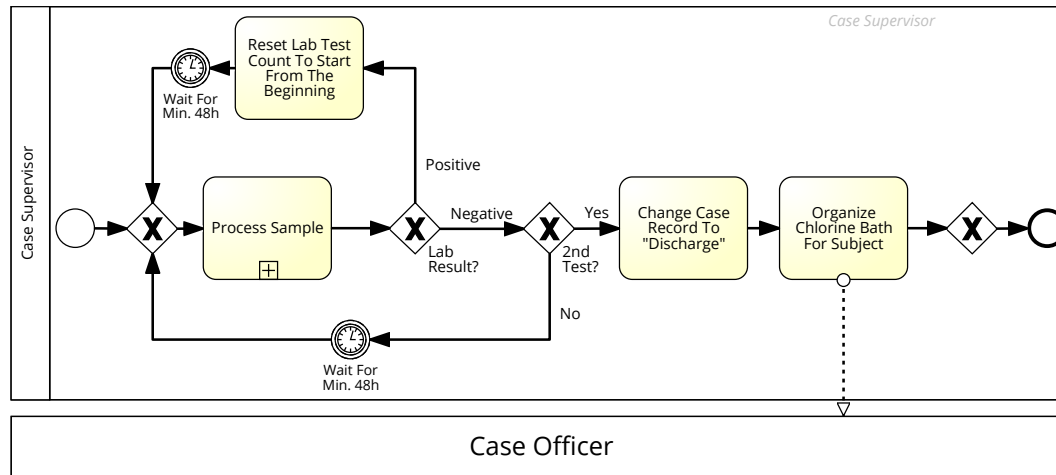 Case Supervisor
Case Supervisor
Reset Lab Test
Count To Start
From The
Beginning
Wait For
Min. 48h
Positive
Process Sample
Lab
Result?
Negative
2nd
Test?
Yes
No
Change Case
Record To
"Discharge"
Organize
Chlorine Bath
For Subject
Wait For
Min. 48h
Case Officer